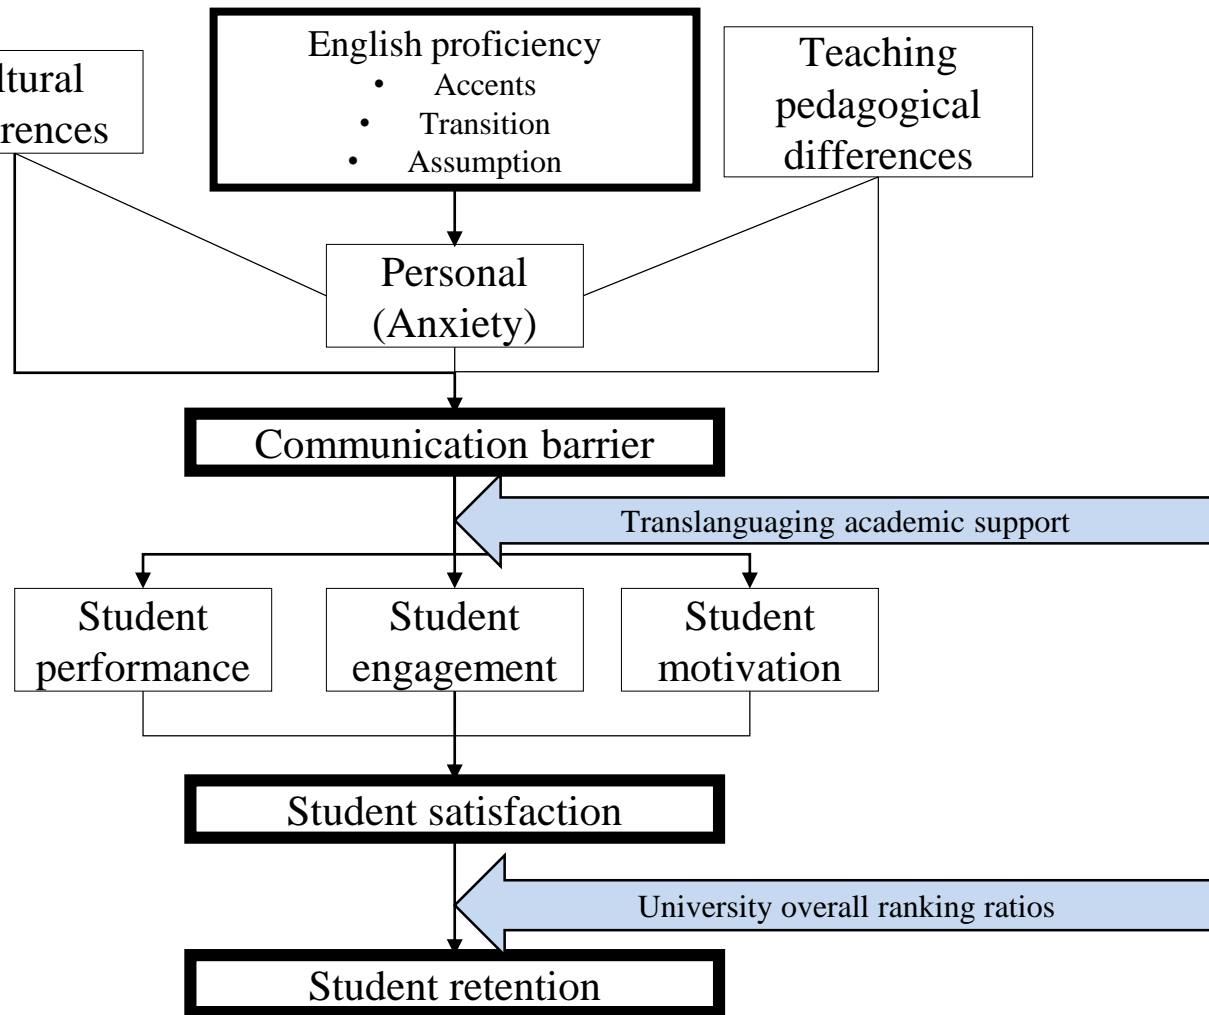 ltural
rences
English proficiency
• Accents
• Transition
• Assumption
Teaching
pedagogical
differences
Personal
(Anxiety)
Communication barrier
Translanguaging academic support
Student
performance
Student
engagement
Student
motivation
Student satisfaction
University overall ranking ratios
Student retention